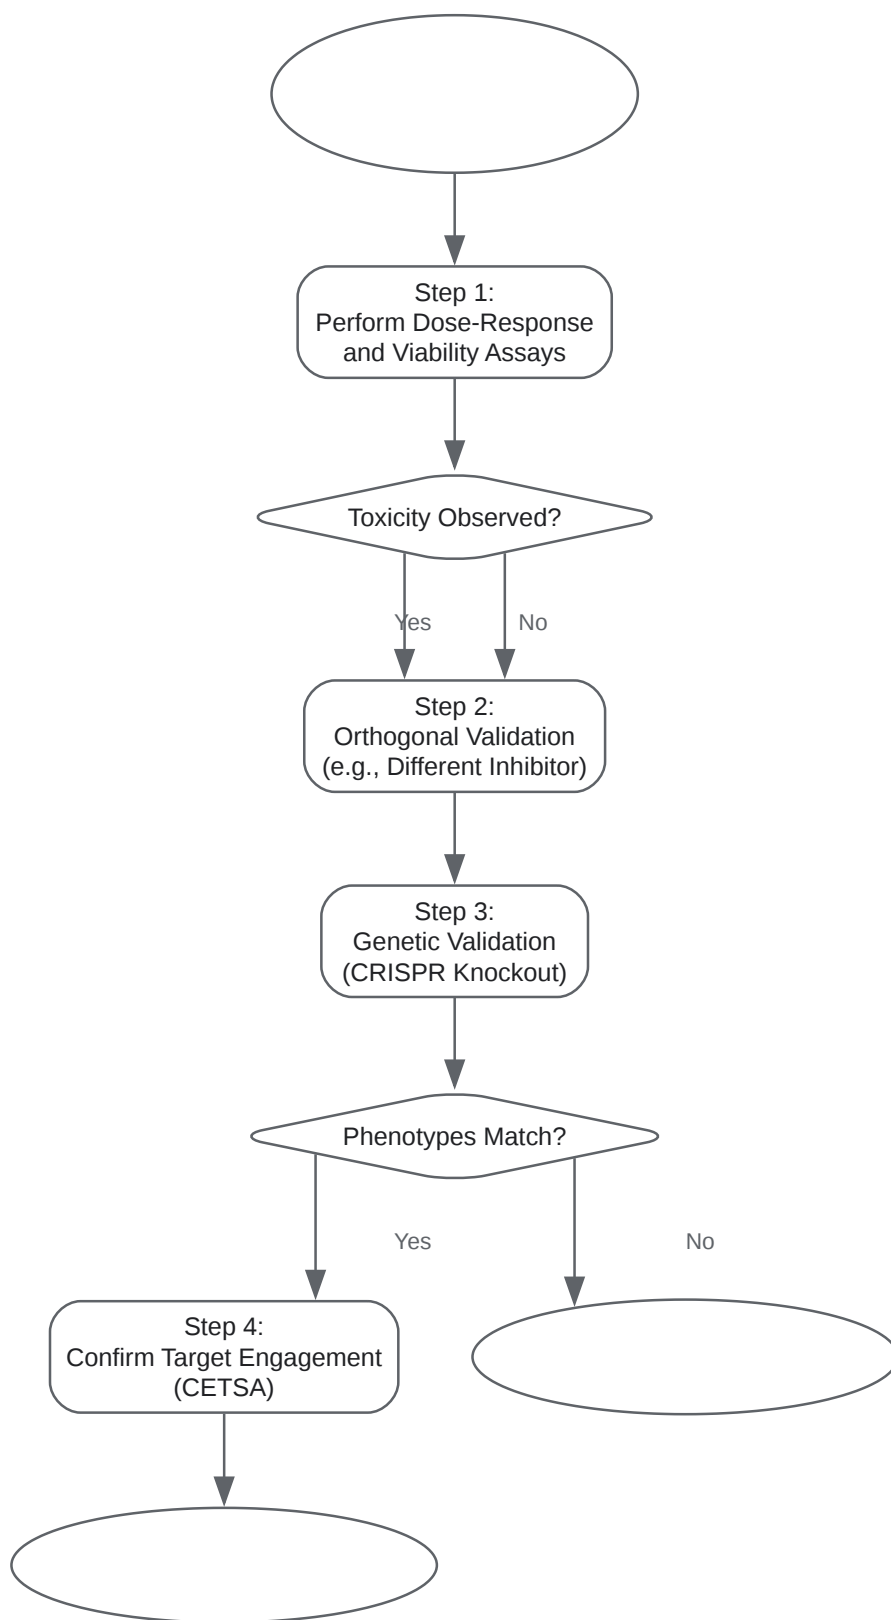 Step 1:
Perform Dose-Response
and Viability Assays
Toxicity Observed?
Yes
No
Step 2:
Orthogonal Validation
(e.g., Different Inhibitor)
Step 3:
Genetic Validation
(CRISPR Knockout)
Phenotypes Match?
Yes
No
Step 4:
Confirm Target Engagement
(CETSA)